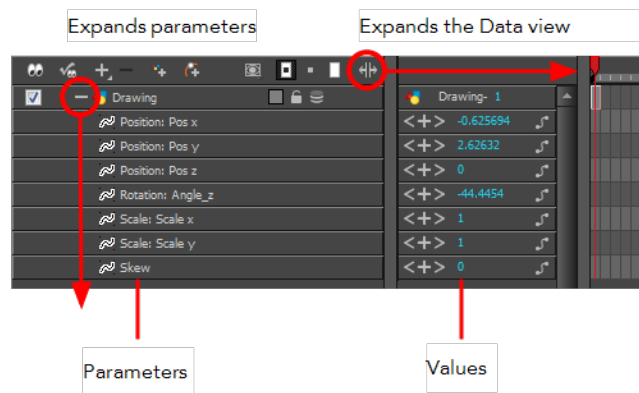 Expands parameters
Expands the Data view
Drawing
Drawing- 1
Position: Pos x
-0.625694
Position: Pos y
2.62632
Position: Pos z
0
Rotation: Angle_z
-44.4454
Scale: Scale x
1
Scale: Scale y
1
Skew
0
Parameters
Values